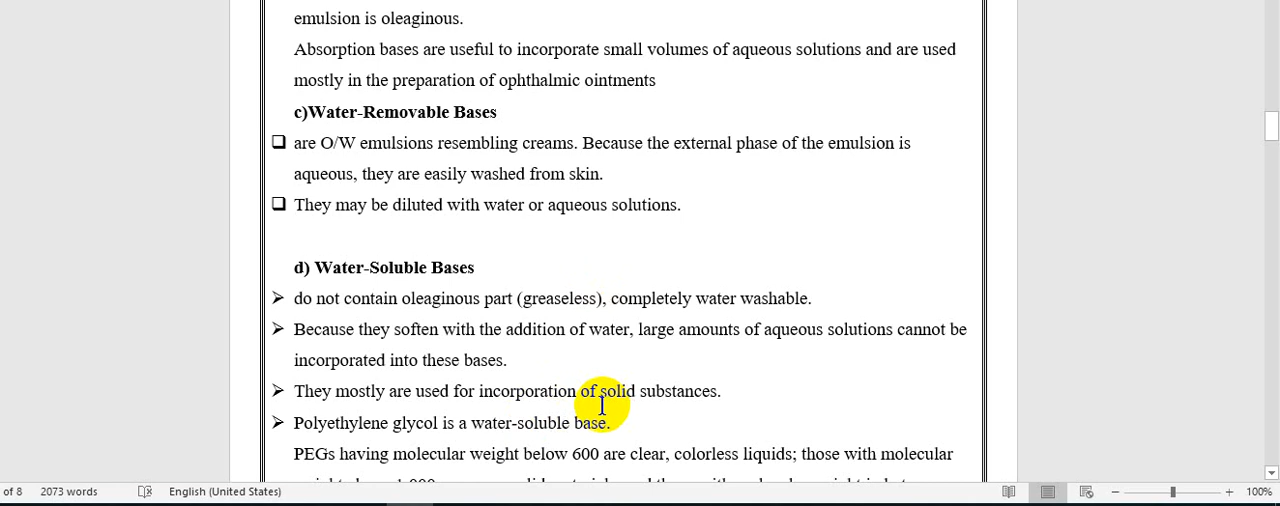 emulsion is oleaginous.
Absorption bases are useful to incorporate small volumes of aqueous solutions and are used
mostly in the preparation of ophthalmic ointments
c)Water-Removable Bases
are O/W emulsions resembling creams. Because the external phase of the emulsion is
aqueous, they are easily washed from skin.
They may be diluted with water or aqueous solutions.
d) Water-Soluble Bases
do not contain oleaginous part (greaseless), completely water washable.
Because they soften with the addition of water, large amounts of aqueous solutions cannot be
incorporated into these bases.
They mostly are used for incorporation of solid substances.
Polyethylene glycol is a water-soluble base.
PEGs having molecular weight below 600 are clear, colorless liquids; those with molecular
of 8 2073 words English (United States) 100%